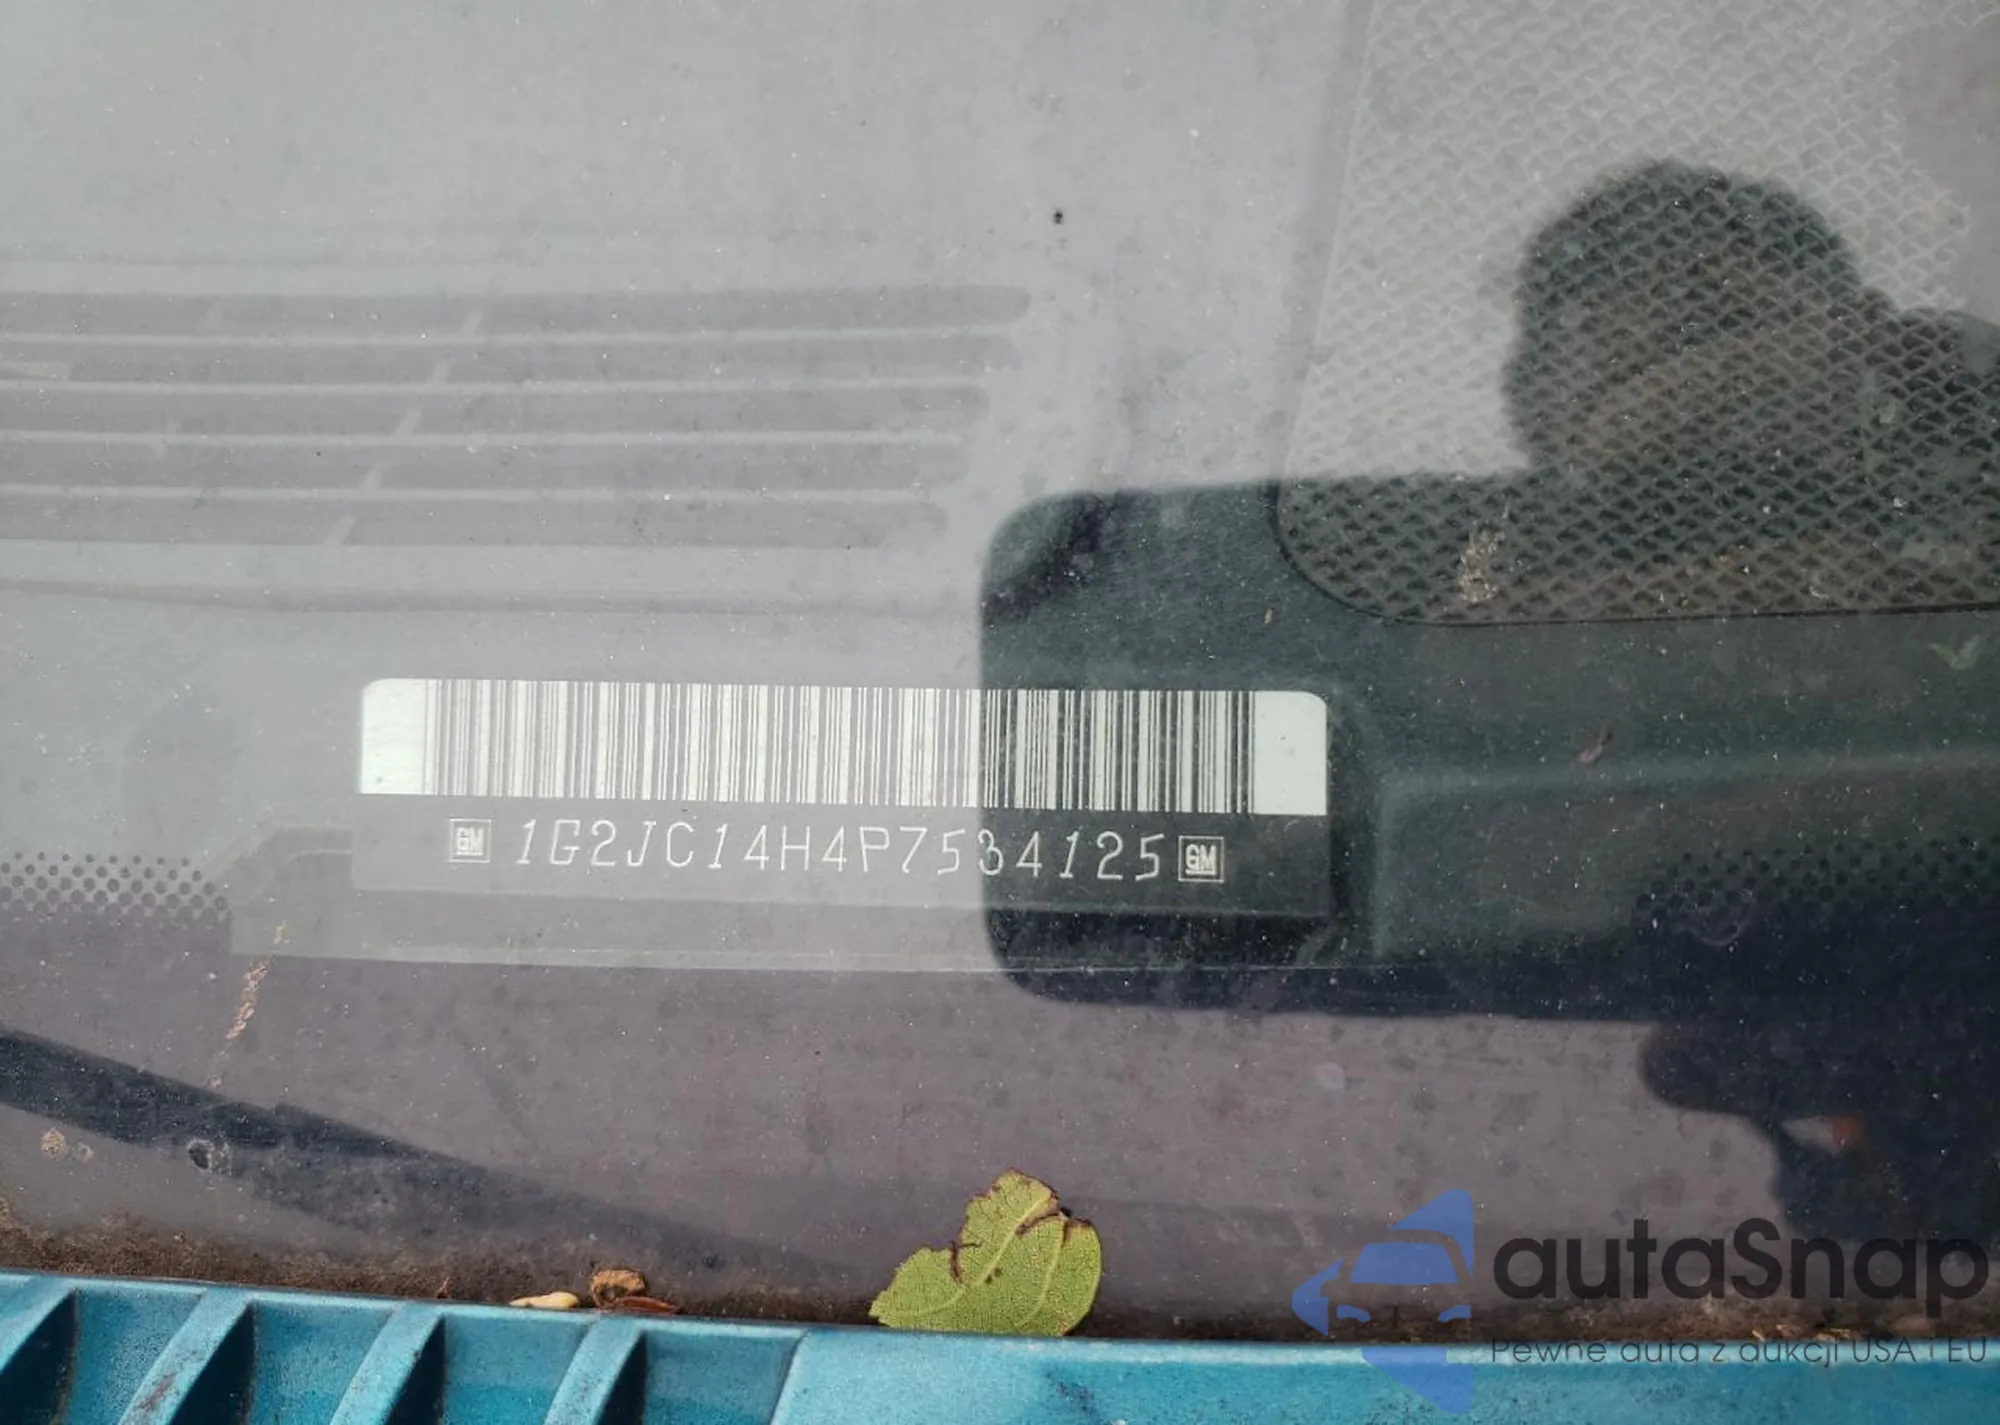 GM 1G2JC14H4P7534125 GM
autaSnap
Pewne auta z aukcji USA i EU